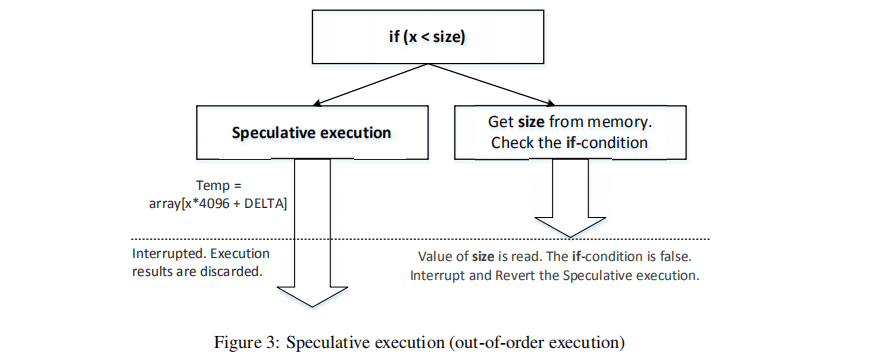 if (x < size)
Speculative execution
Get size from memory.
Check the if-condition
Temp =
array[x*4096 + DELTA]
Interrupted. Execution
results are discarded.
Value of size is read. The if-condition is false.
Interrupt and Revert the Speculative execution.
Figure 3: Speculative execution (out-of-order execution)